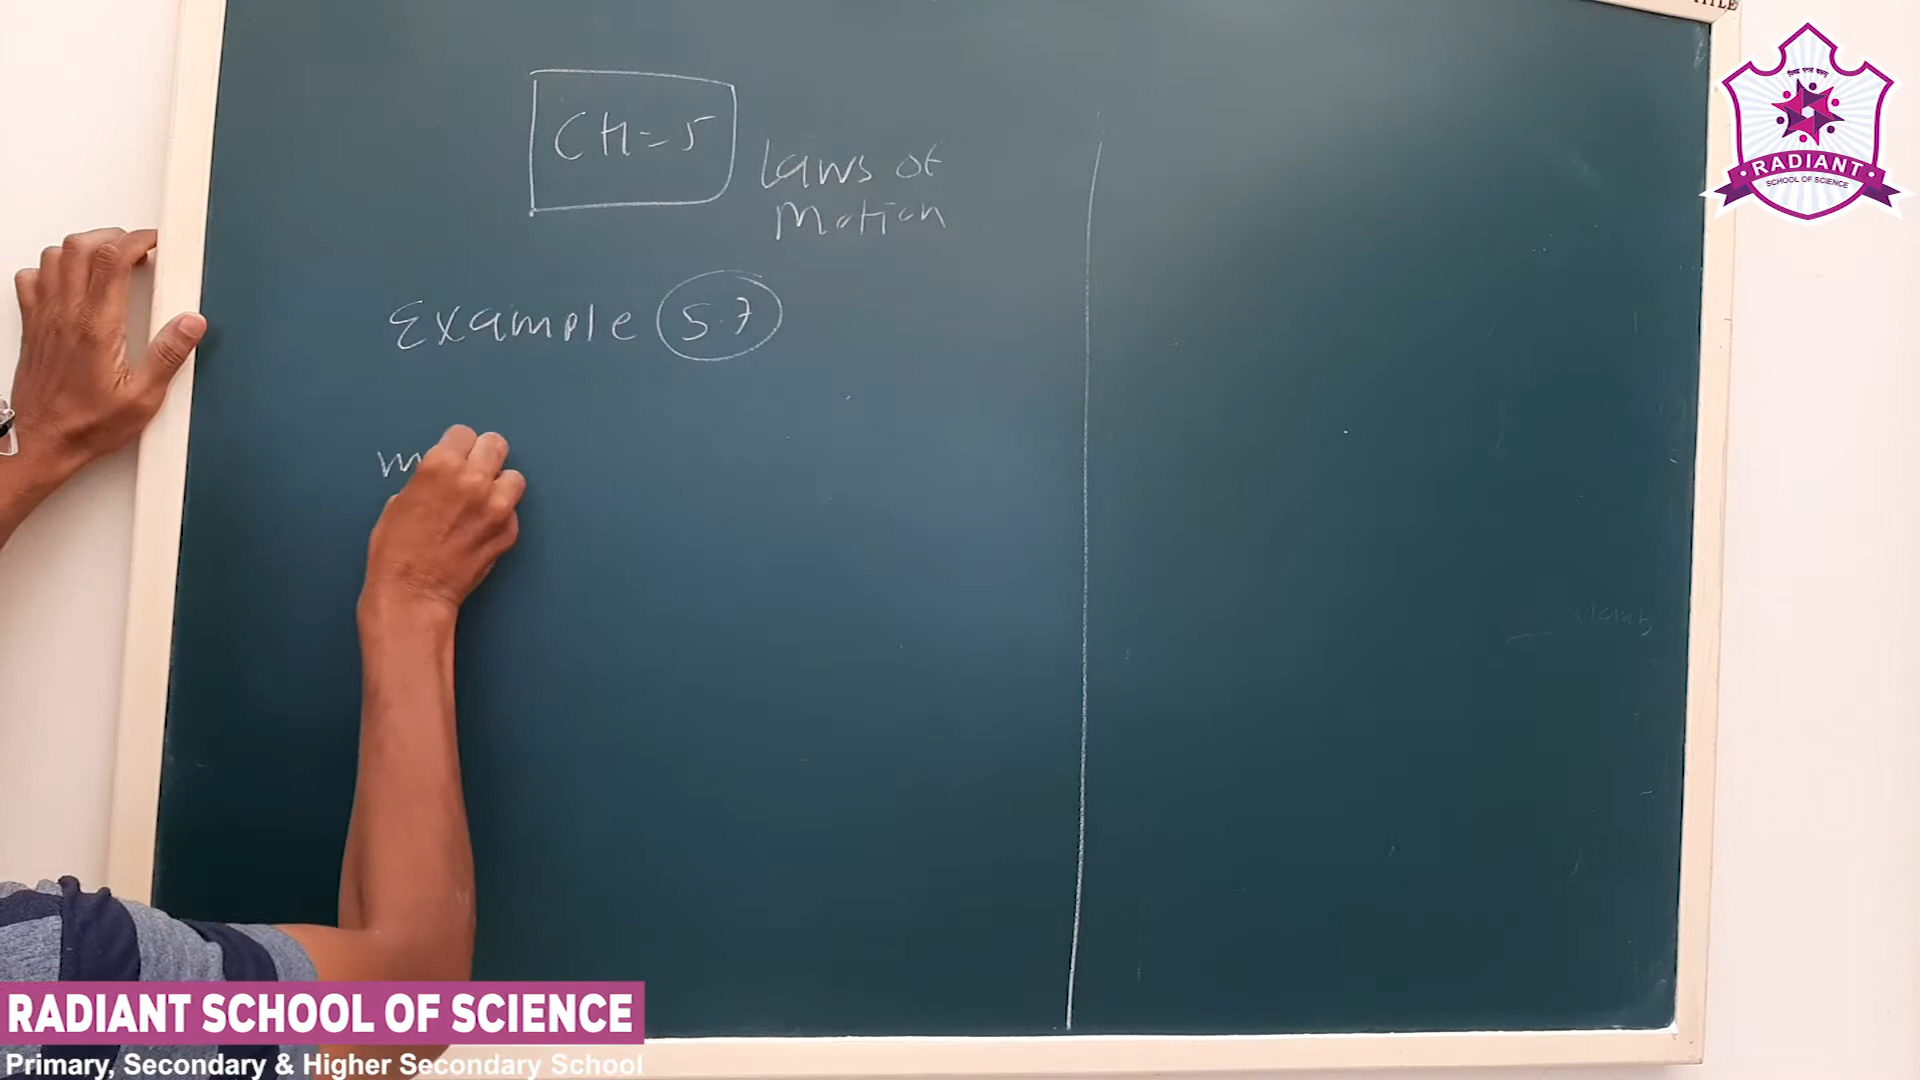 TITLE
CH=5
Laws of
Motion
Example 5.7
m
RADIANT
SCHOOL OF SCIENCE
RADIANT SCHOOL OF SCIENCE
Primary, Secondary & Higher Secondary School